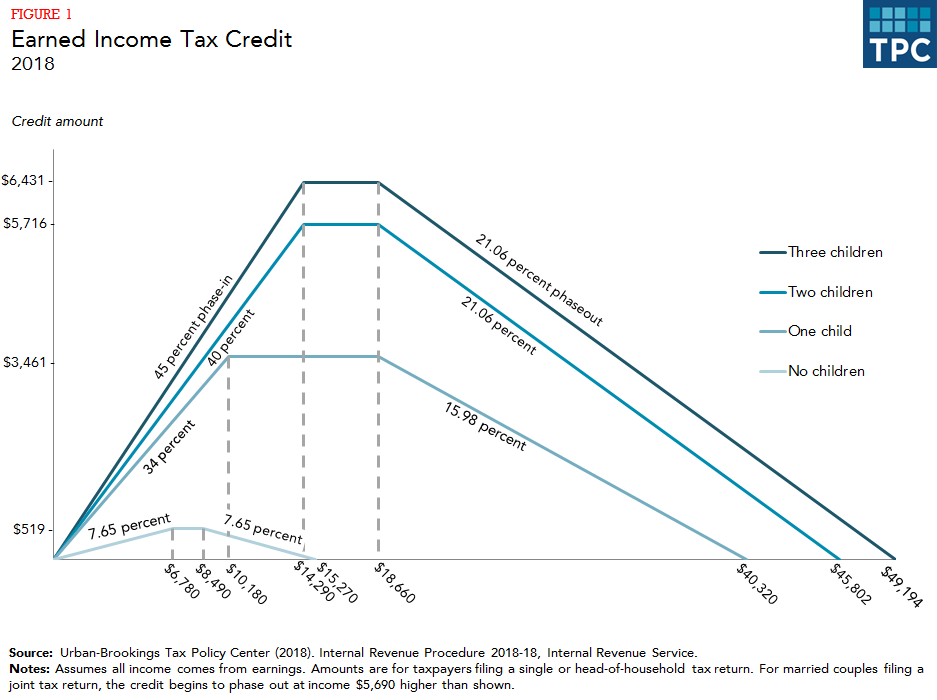 FIGURE 1
Earned Income Tax Credit
2018
TPC
Credit amount
$6,431
$5,716
$3,461
$519
45 percent phase-in
40 percent
34 percent
7.65 percent
7.65 percent
21.06 percent phaseout
21.06 percent
15.98 percent
Three children
Two children
One child
No children
$6,780
$8,490
$10,180
$14,290
$15,270
$18,660
$40,320
$45,802
$49,194
Source: Urban-Brookings Tax Policy Center (2018). Internal Revenue Procedure 2018-18, Internal Revenue Service.
Notes: Assumes all income comes from earnings. Amounts are for taxpayers filing a single or head-of-household tax return. For married couples filing a
joint tax return, the credit begins to phase out at income $5,690 higher than shown.